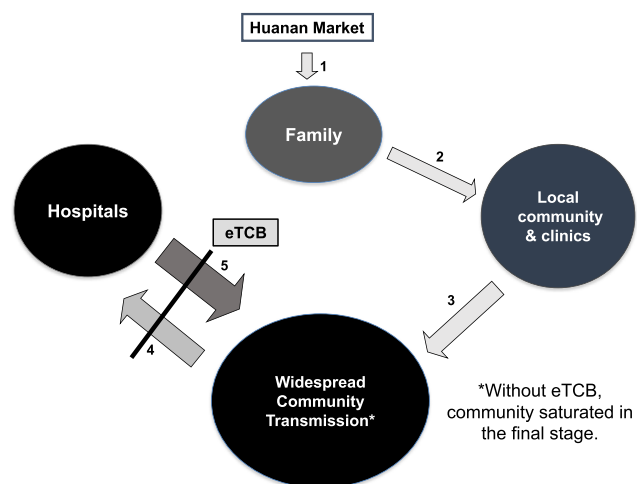 Huanan Market
1
Family
2
Local
community
& clinics
Hospitals
eTCB
5
3
4
Widespread
Community
Transmission*
*Without eTCB,
community saturated in
the final stage.